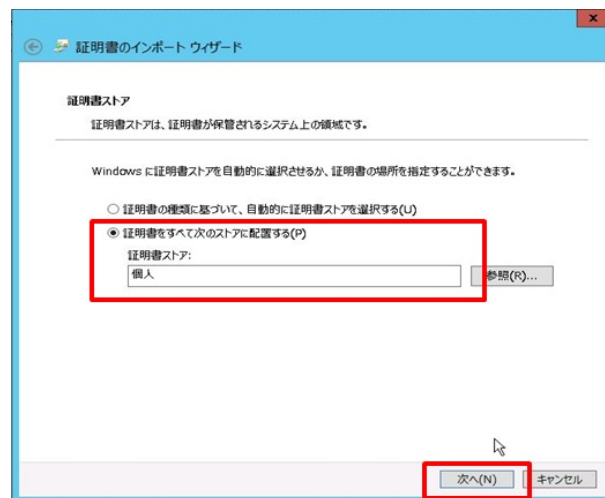 証明書のインポート ウィザード
証明書ストア
証明書ストアは、証明書が保管されるシステム上の領域です。
Windows に証明書ストアを自動的に選択させるか、証明書の場所を指定することができます。
証明書の種類に基づいて、自動的に証明書ストアを選択する(U)
証明書をすべて次のストアに配置する(P)
証明書ストア:
個人
参照(R)...
次へ(N)
キャンセル